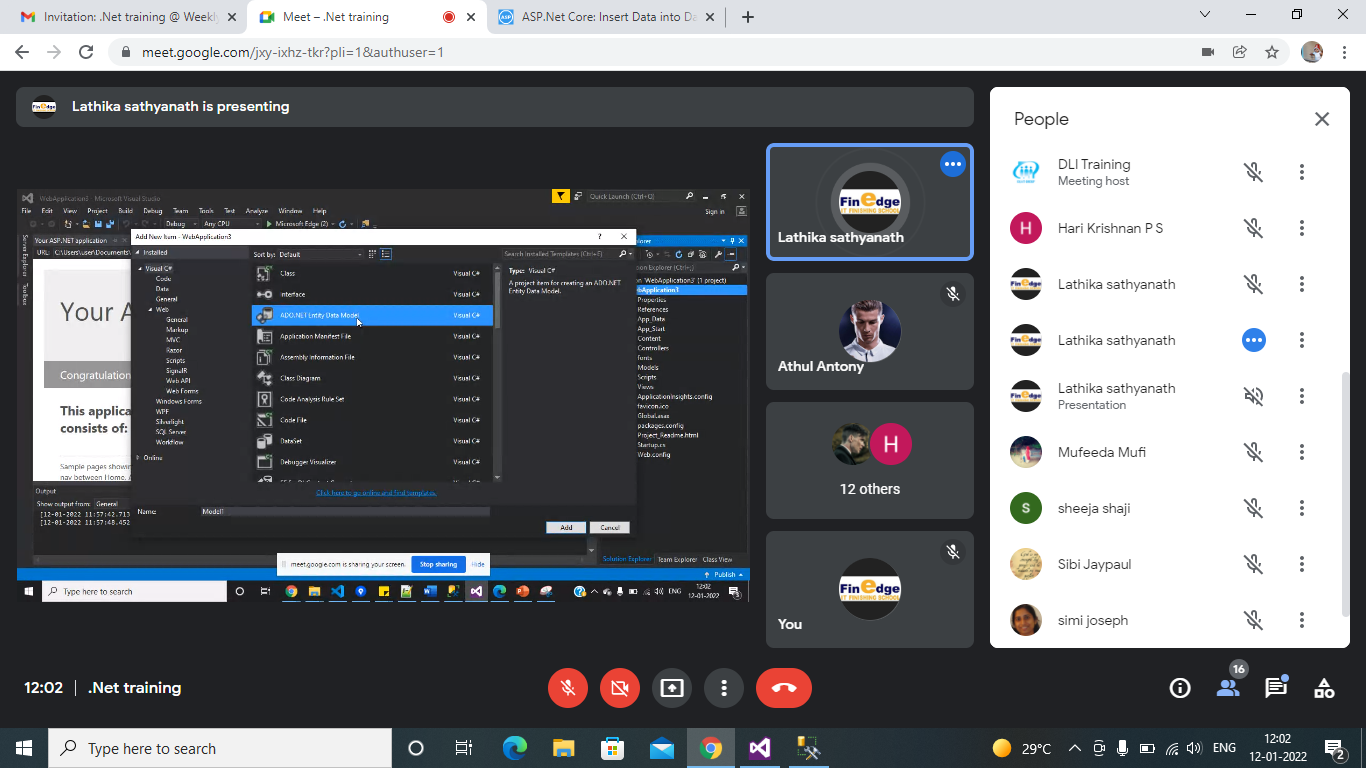 Invitation: .Net training @ Weekly
Meet – .Net training
ASP.Net Core: Insert Data into Da
meet.google.com/jxy-ixhz-tkr?pli=1&authuser=1
Lathika sathyanath is presenting
WebApplication3 - Microsoft Visual Studio
Quick Launch (Ctrl+Q)
File Edit View Project Build Debug Team Tools Test Analyze Window Help
Sign in
Debug Any CPU Microsoft Edge (2)
Server Explorer
Toolbox
Your ASP.NET application
URL: C:\Users\user\Documents\
Your A
Congratulation
This applica
consists of:
Sample pages showin
nav between Home, A
Output
Show output from: General
[12-01-2022 11:57:42.713
[12-01-2022 11:57:48.452
Add New Item - WebApplication3
Installed
Visual C#
Code
Data
General
Web
General
Markup
MVC
Razor
Scripts
SignalR
Web API
Web Forms
Windows Forms
WPF
Silverlight
SQL Server
Workflow
Online
Sort by: Default
Search Installed Templates (Ctrl+E)
Class Visual C#
Interface Visual C#
ADO.NET Entity Data Model Visual C#
Application Manifest File Visual C#
Assembly Information File Visual C#
Class Diagram Visual C#
Code Analysis Rule Set Visual C#
Code File Visual C#
DataSet Visual C#
Debugger Visualizer Visual C#
Type: Visual C#
A project item for creating an ADO.NET
Entity Data Model.
Click here to go online and find templates.
Name: Model1
Add Cancel
plorer
ion Explorer (Ctrl+;)
on 'WebApplication3' (1 project)
ebApplication3
Properties
References
App_Data
App_Start
Content
Controllers
fonts
Models
Scripts
Views
ApplicationInsights.config
favicon.ico
Global.asax
packages.config
Project_Readme.html
Startup.cs
Web.config
Solution Explorer Team Explorer Class View
meet.google.com is sharing your screen. Stop sharing Hide
Publish
Type here to search
ENG
12:02
12-01-2022
3
FinEdge
IT FINISHING SCHOOL
Lathika sathyanath
Athul Antony
H
12 others
FinEdge
IT FINISHING SCHOOL
You
People
DLI Training
Meeting host
H
Hari Krishnan P S
Lathika sathyanath
Lathika sathyanath
Lathika sathyanath
Presentation
Mufeeda Mufi
S
sheeja shaji
Sibi Jaypaul
simi joseph
12:02 | .Net training
16
Type here to search
29°C
ENG
12:02
12-01-2022
2